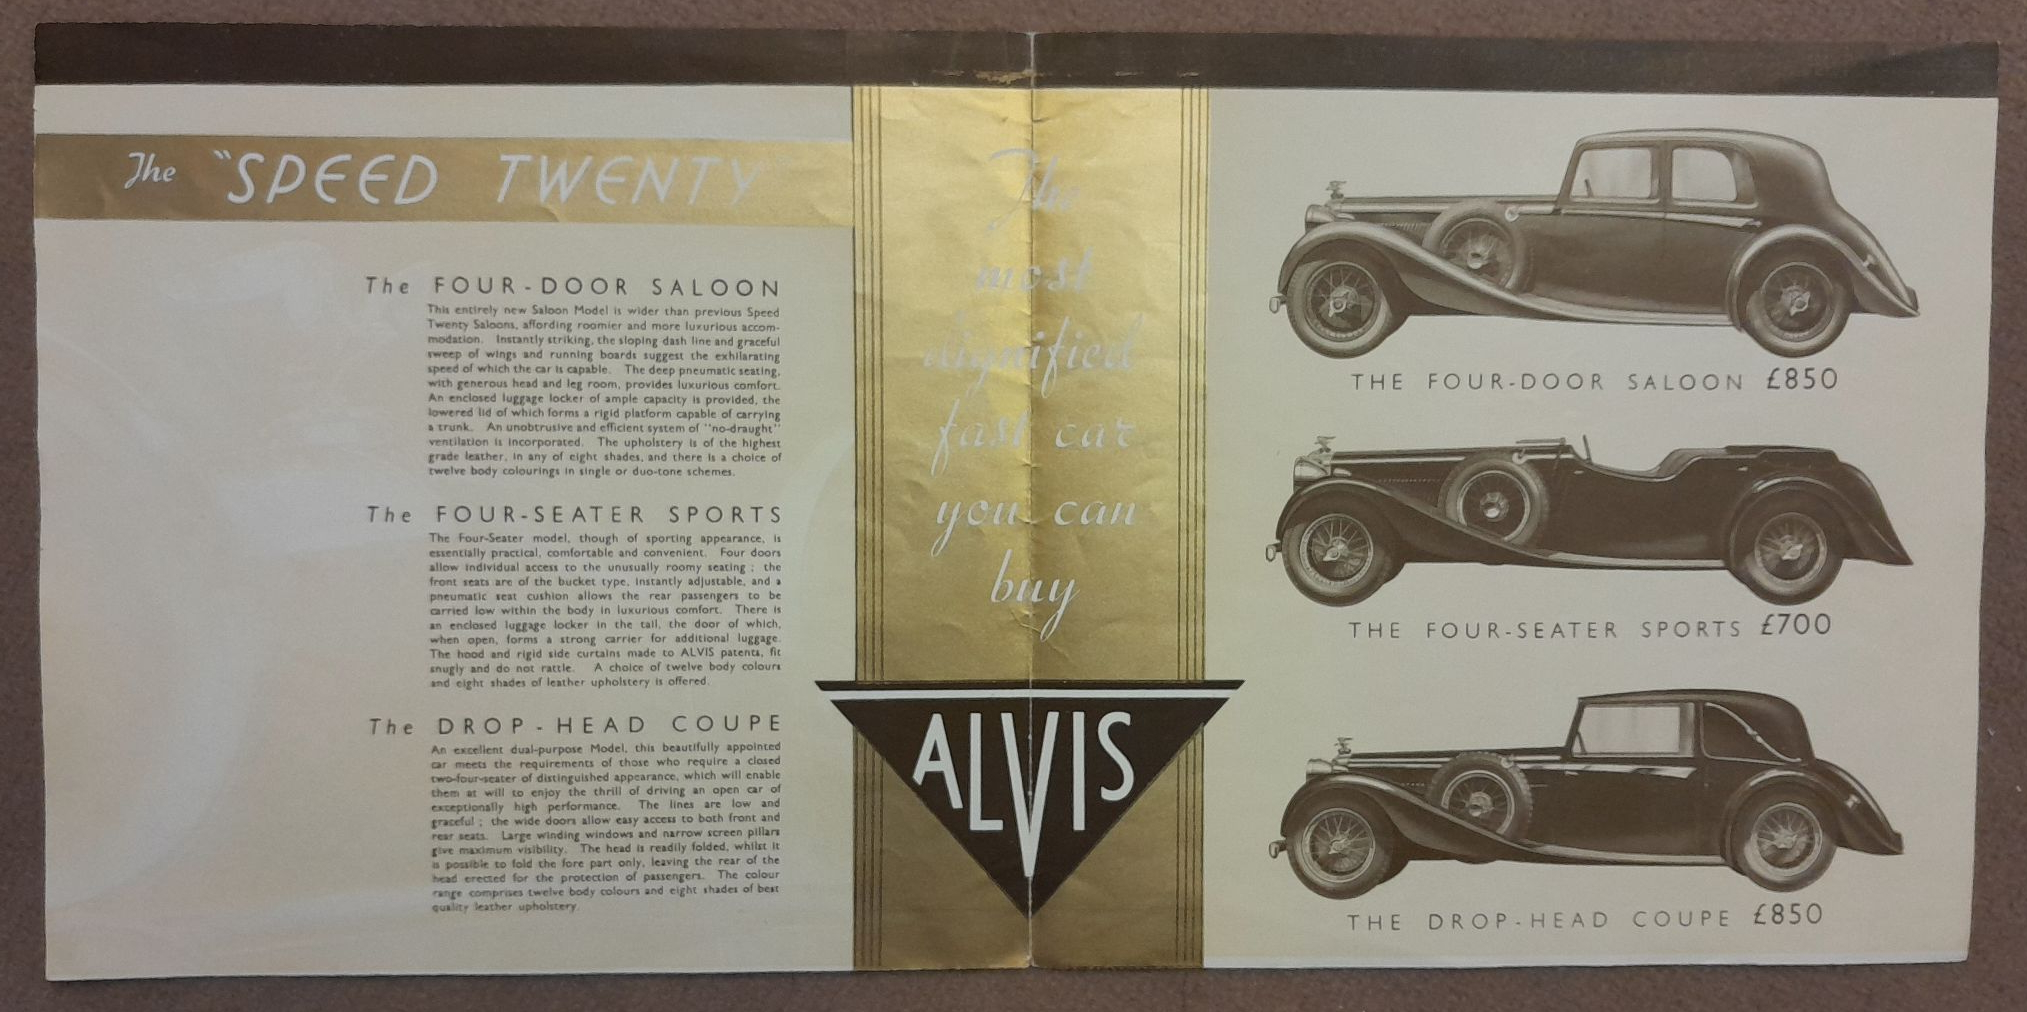 The "SPEED TWENTY"
The FOUR-DOOR SALOON
This entirely new Saloon Model is wider than previous Speed
Twenty Saloons, affording roomier and more luxurious accom-
modation. Instantly striking, the sloping dash line and graceful
sweep of wings and running boards suggest the exhilarating
speed of which the car is capable. The deep pneumatic seating,
with generous head and leg room, provides luxurious comfort.
An enclosed luggage locker of ample capacity is provided, the
lowered lid of which forms a rigid platform capable of carrying
a trunk. An unobtrusive and efficient system of "no-draught"
ventilation is incorporated. The upholstery is of the highest
grade leather, in any of eight shades, and there is a choice of
twelve body colourings in single or duo-tone schemes.
The FOUR-SEATER SPORTS
The Four-Seater model, though of sporting appearance, is
essentially practical, comfortable and convenient. Four doors
allow individual access to the unusually roomy seating ; the
front seats are of the bucket type, instantly adjustable, and a
pneumatic seat cushion allows the rear passengers to be
carried low within the body in luxurious comfort. There is
an enclosed luggage locker in the tail, the door of which,
when open, forms a strong carrier for additional luggage.
The hood and rigid side curtains made to ALVIS patents, fit
snugly and do not rattle. A choice of twelve body colours
and eight shades of leather upholstery is offered.
The DROP-HEAD COUPE
An excellent dual-purpose Model, this beautifully appointed
car meets the requirements of those who require a closed
two-four-seater of distinguished appearance, which will enable
them at will to enjoy the thrill of driving an open car of
exceptionally high performance. The lines are low and
graceful ; the wide doors allow easy access to both front and
rear seats. Large winding windows and narrow screen pillars
give maximum visibility. The head is readily folded, whilst it
is possible to fold the fore part only, leaving the rear of the
head erected for the protection of passengers. The colour
range comprises twelve body colours and eight shades of best
quality leather upholstery.
The
most
dignified
fast car
you can
buy
ALVIS
THE FOUR-DOOR SALOON £850
THE FOUR-SEATER SPORTS £700
THE DROP-HEAD COUPE £850